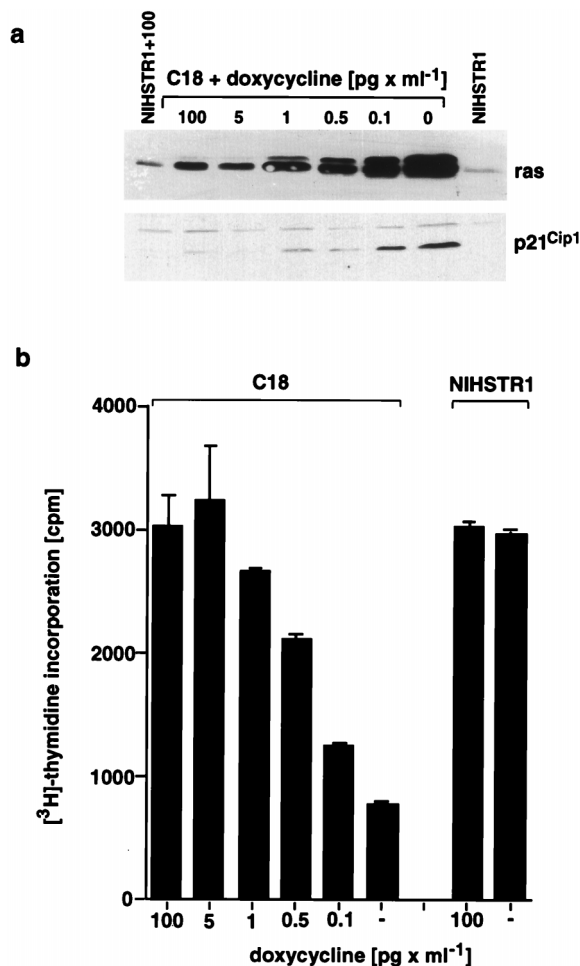 a
NIHSTR1+100
C18 + doxycycline [pg x ml-1]
NIHSTR1
100 5 1 0.5 0.1 0
ras
p21Cip1
b
C18 NIHSTR1
4000
3000
2000
1000
0
[3H]-thymidine incorporation [cpm]
100 5 1 0.5 0.1 - 100 -
doxycycline [pg x ml-1]